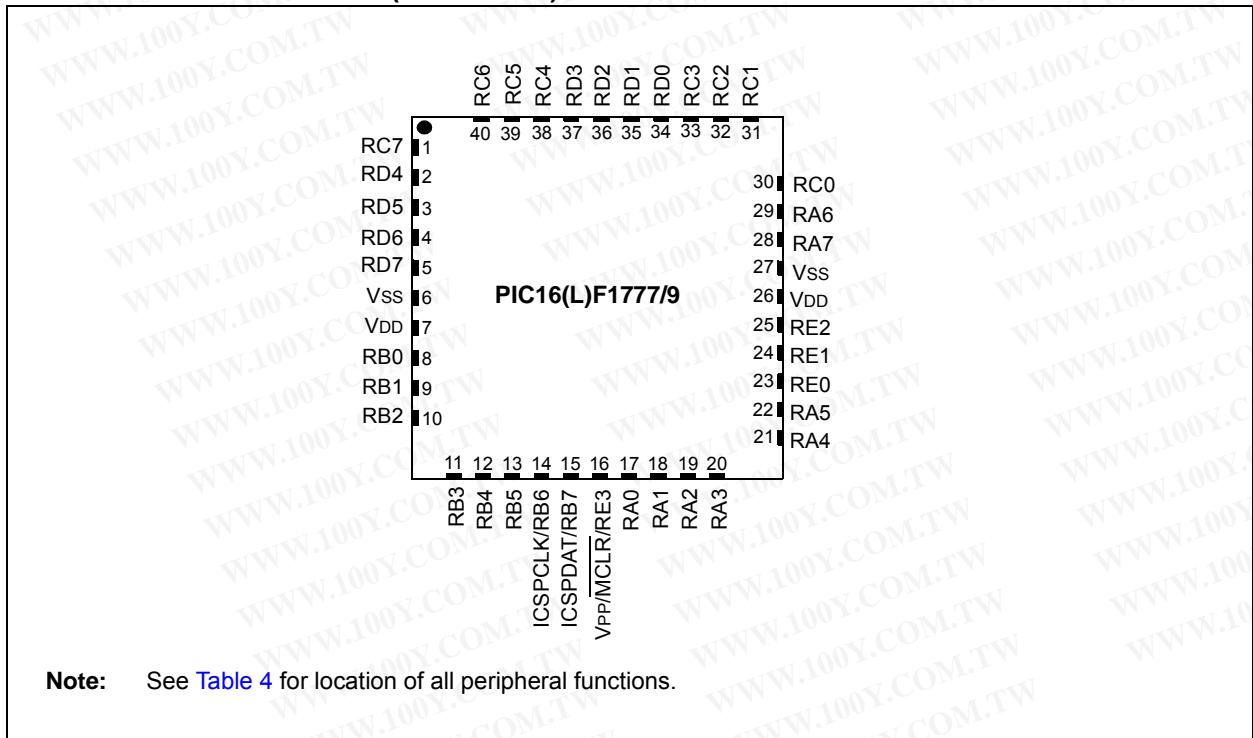 RC6
RC5
RC4
RD3
RD2
RD1
RD0
RC3
RC2
RC1
40 39 38 37 36 35 34 33 32 31
RC7 1
RD4 2
RD5 3
RD6 4
RD7 5
VSS 6
VDD 7
RB0 8
RB1 9
RB2 10
PIC16(L)F1777/9
30 RC0
29 RA6
28 RA7
27 VSS
26 VDD
25 RE2
24 RE1
23 RE0
22 RA5
21 RA4
11 12 13 14 15 16 17 18 19 20
RB3
RB4
RB5
ICSPCLK/RB6
ICSPDAT/RB7
VPP/MCLR/RE3
RA0
RA1
RA2
RA3
Note: See Table 4 for location of all peripheral functions.
WWW.100Y.COM.TW